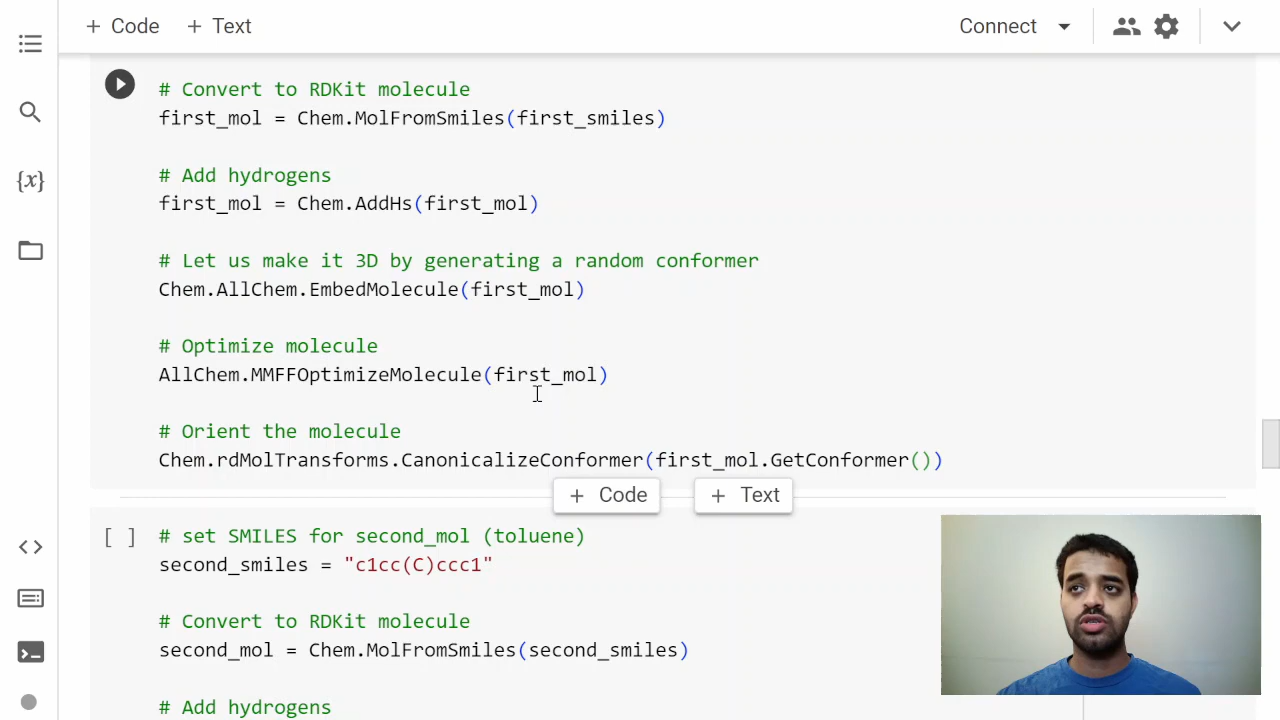 + Code + Text Connect
# Convert to RDKit molecule
first_mol = Chem.MolFromSmiles(first_smiles)
# Add hydrogens
{x}
first_mol = Chem.AddHs(first_mol)
# Let us make it 3D by generating a random conformer
Chem.AllChem.EmbedMolecule(first_mol)
# Optimize molecule
AllChem.MMFFOptimizeMolecule(first_mol)
# Orient the molecule
Chem.rdMolTransforms.CanonicalizeConformer(first_mol.GetConformer())
+ Code + Text
[ ] # set SMILES for second_mol (toluene)
second_smiles = "c1cc(C)ccc1"
# Convert to RDKit molecule
second_mol = Chem.MolFromSmiles(second_smiles)
# Add hydrogens